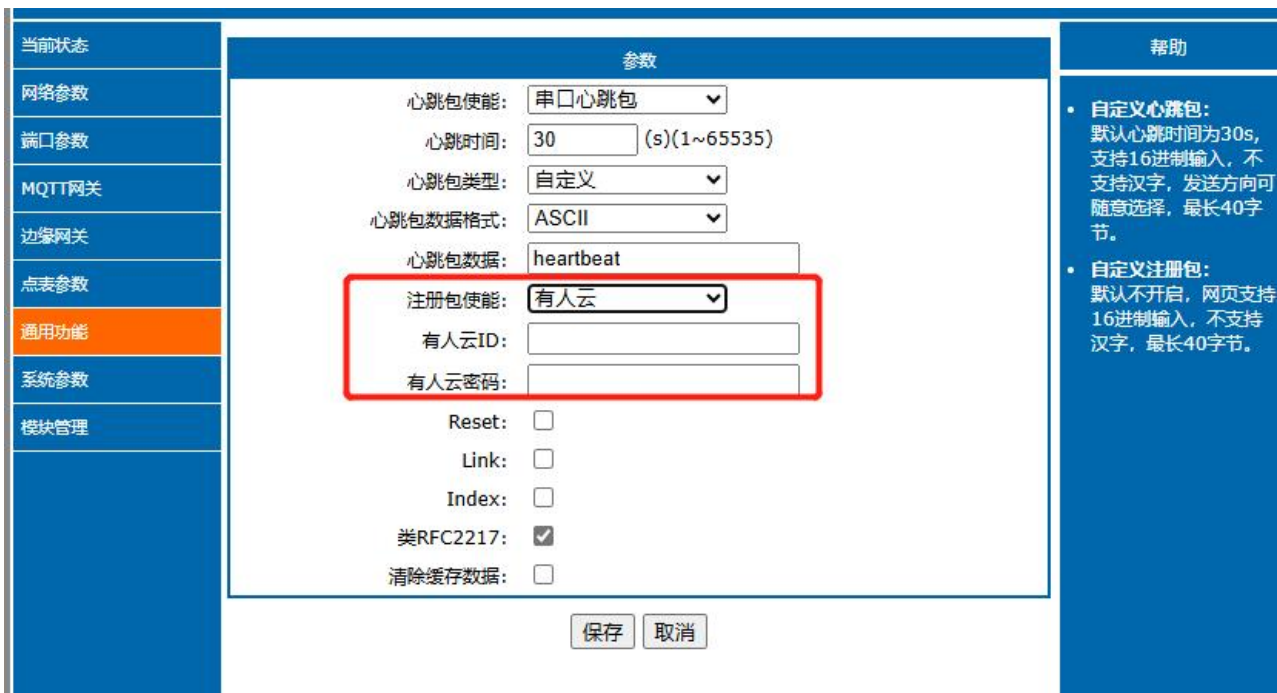 当前状态
网络参数
端口参数
MQTT网关
边缘网关
点表参数
通用功能
系统参数
模块管理
参数
心跳包使能: 串口心跳包
心跳时间: 30 (s)(1~65535)
心跳包类型: 自定义
心跳包数据格式: ASCII
心跳包数据: heartbeat
注册包使能: 有人云
有人云ID:
有人云密码:
Reset:
Link:
Index:
类RFC2217:
清除缓存数据:
保存 取消
帮助
• 自定义心跳包:
默认心跳时间为30s,
支持16进制输入, 不
支持汉字, 发送方向可
随意选择, 最长40字
节。
• 自定义注册包:
默认不开启, 网页支持
16进制输入, 不支持
汉字, 最长40字节。